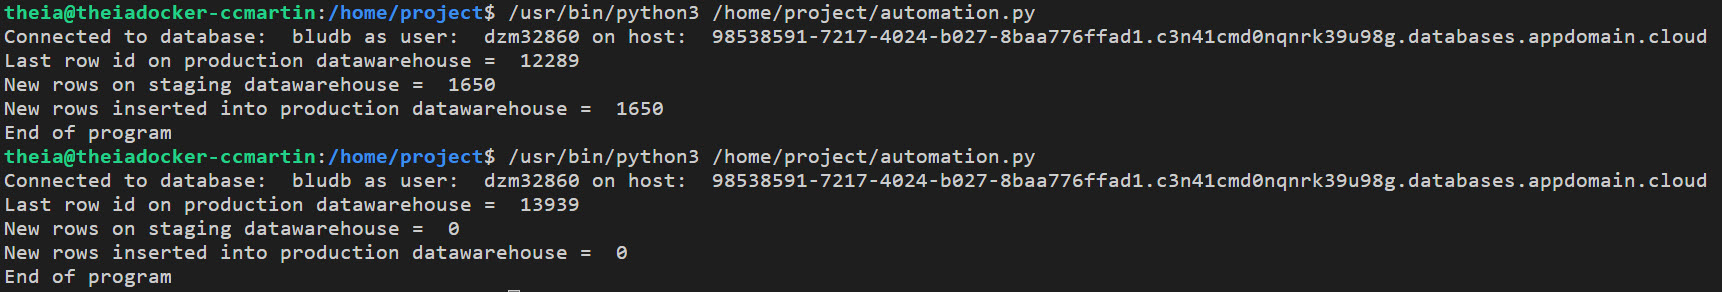 theia@theiadocker-ccmartin:/home/project$ /usr/bin/python3 /home/project/automation.py
Connected to database:  bludb as user:  dzm32860 on host:  98538591-7217-4024-b027-8baa776ffad1.c3n41cmd0nqnrk39u98g.databases.appdomain.cloud
Last row id on production datawarehouse =  12289
New rows on staging datawarehouse =  1650
New rows inserted into production datawarehouse =  1650
End of program
theia@theiadocker-ccmartin:/home/project$ /usr/bin/python3 /home/project/automation.py
Connected to database:  bludb as user:  dzm32860 on host:  98538591-7217-4024-b027-8baa776ffad1.c3n41cmd0nqnrk39u98g.databases.appdomain.cloud
Last row id on production datawarehouse =  13939
New rows on staging datawarehouse =  0
New rows inserted into production datawarehouse =  0
End of program